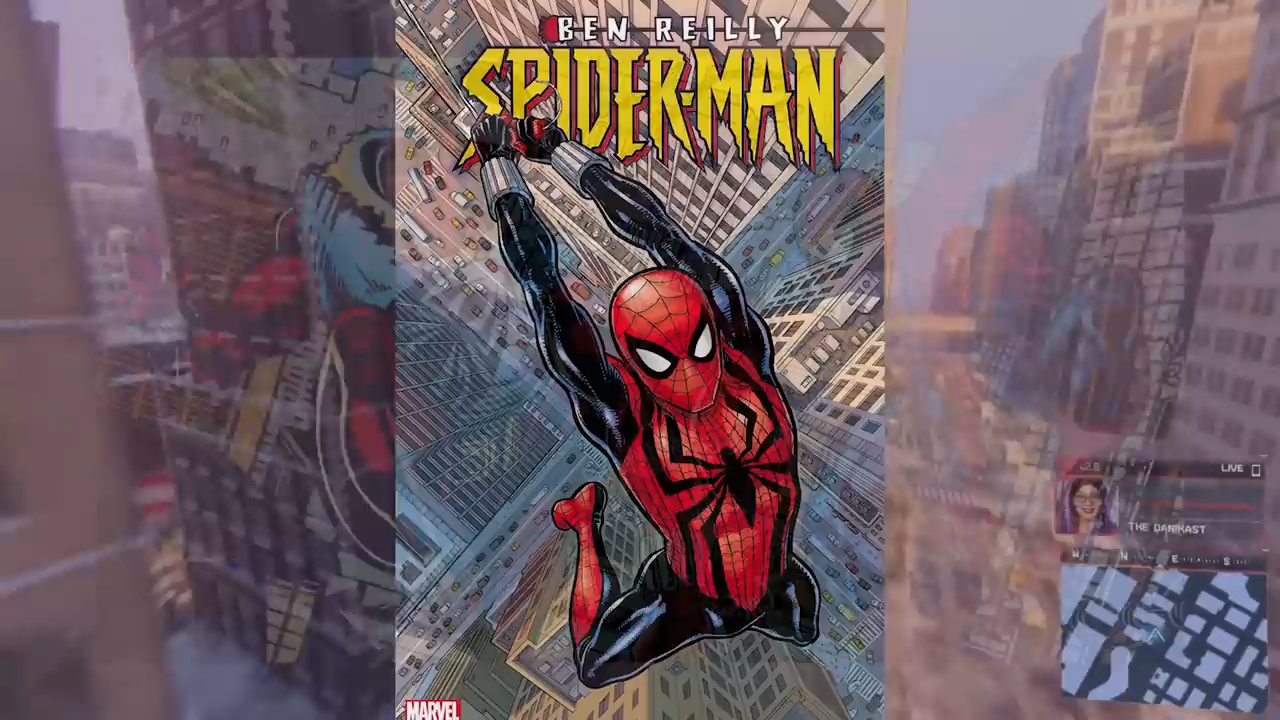 BEN REILLY
SPIDER-MAN
LIVE
THE DANIKAST
W N E S
MARVEL